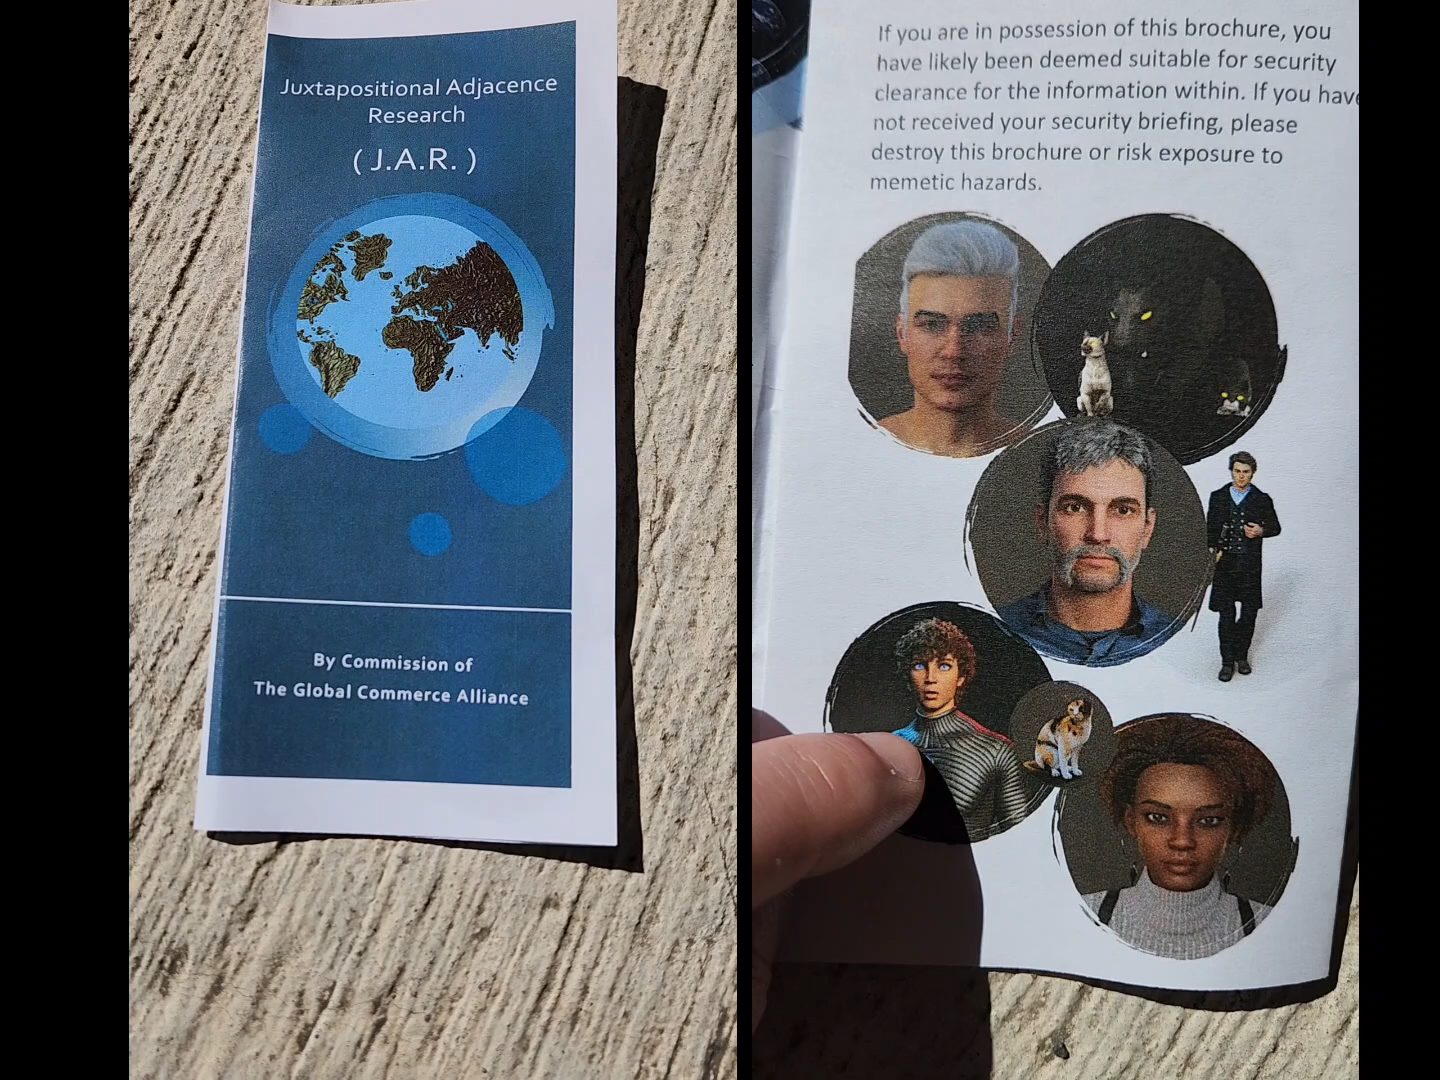 Juxtapositional Adjacence
Research
( J.A.R. )
By Commission of
The Global Commerce Alliance
If you are in possession of this brochure, you
have likely been deemed suitable for security
clearance for the information within. If you have
not received your security briefing, please
destroy this brochure or risk exposure to
memetic hazards.